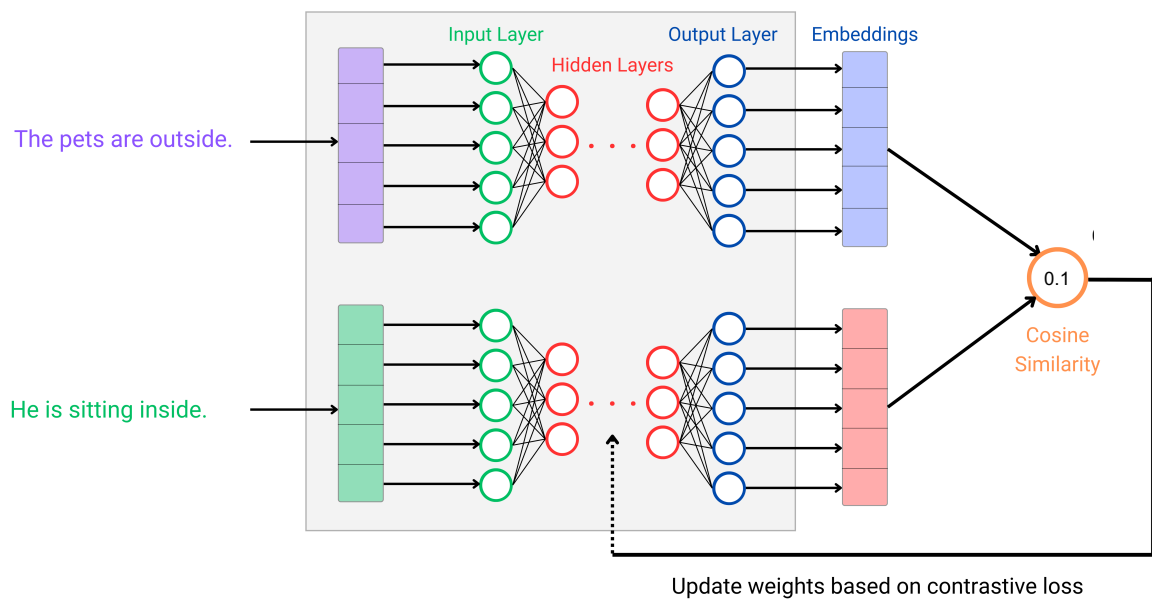 Input Layer
Output Layer
Embeddings
Hidden Layers
The pets are outside.
. . .
0.1
Cosine
Similarity
He is sitting inside.
. . .
Update weights based on contrastive loss